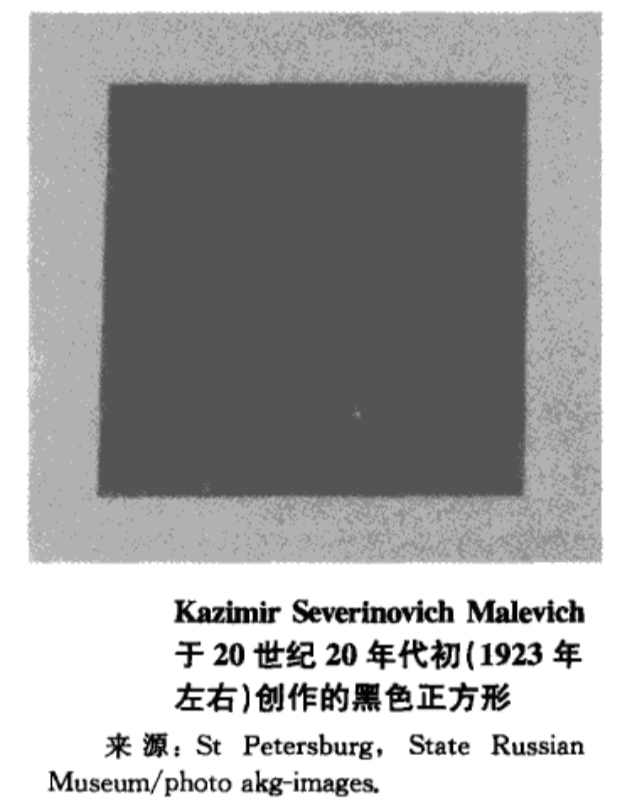 Kazimir Severinovich Malevich
于 20 世纪 20 年代初(1923 年
左右)创作的黑色正方形
来源：St Petersburg, State Russian
Museum/photo akg-images.